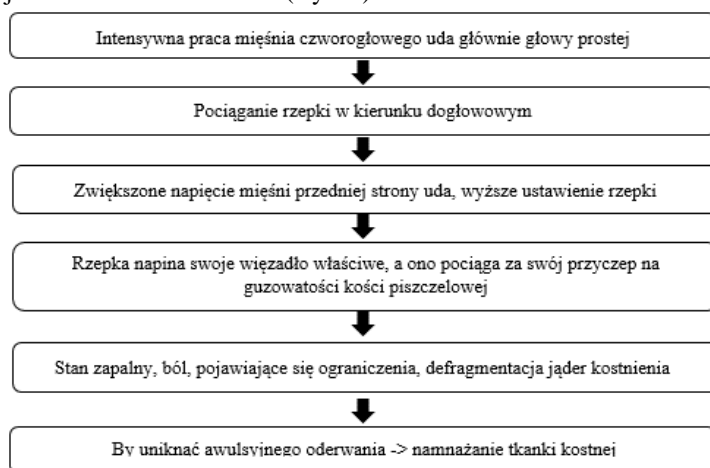 Intensywna praca mięśnia czworogłowego uda głównie głowy prostej
Pociąganie rzepki w kierunku dogłowowym
Zwiększone napięcie mięśni przedniej strony uda, wyższe ustawienie rzepki
Rzepka napina swoje więzadło właściwe, a ono pociąga za swój przyczep na
guzowatości kości piszczelowej
Stan zapalny, ból, pojawiające się ograniczenia, defragmentacja jąder kostnienia
By uniknąć awulsyjnego oderwania -> namnażanie tkanki kostnej